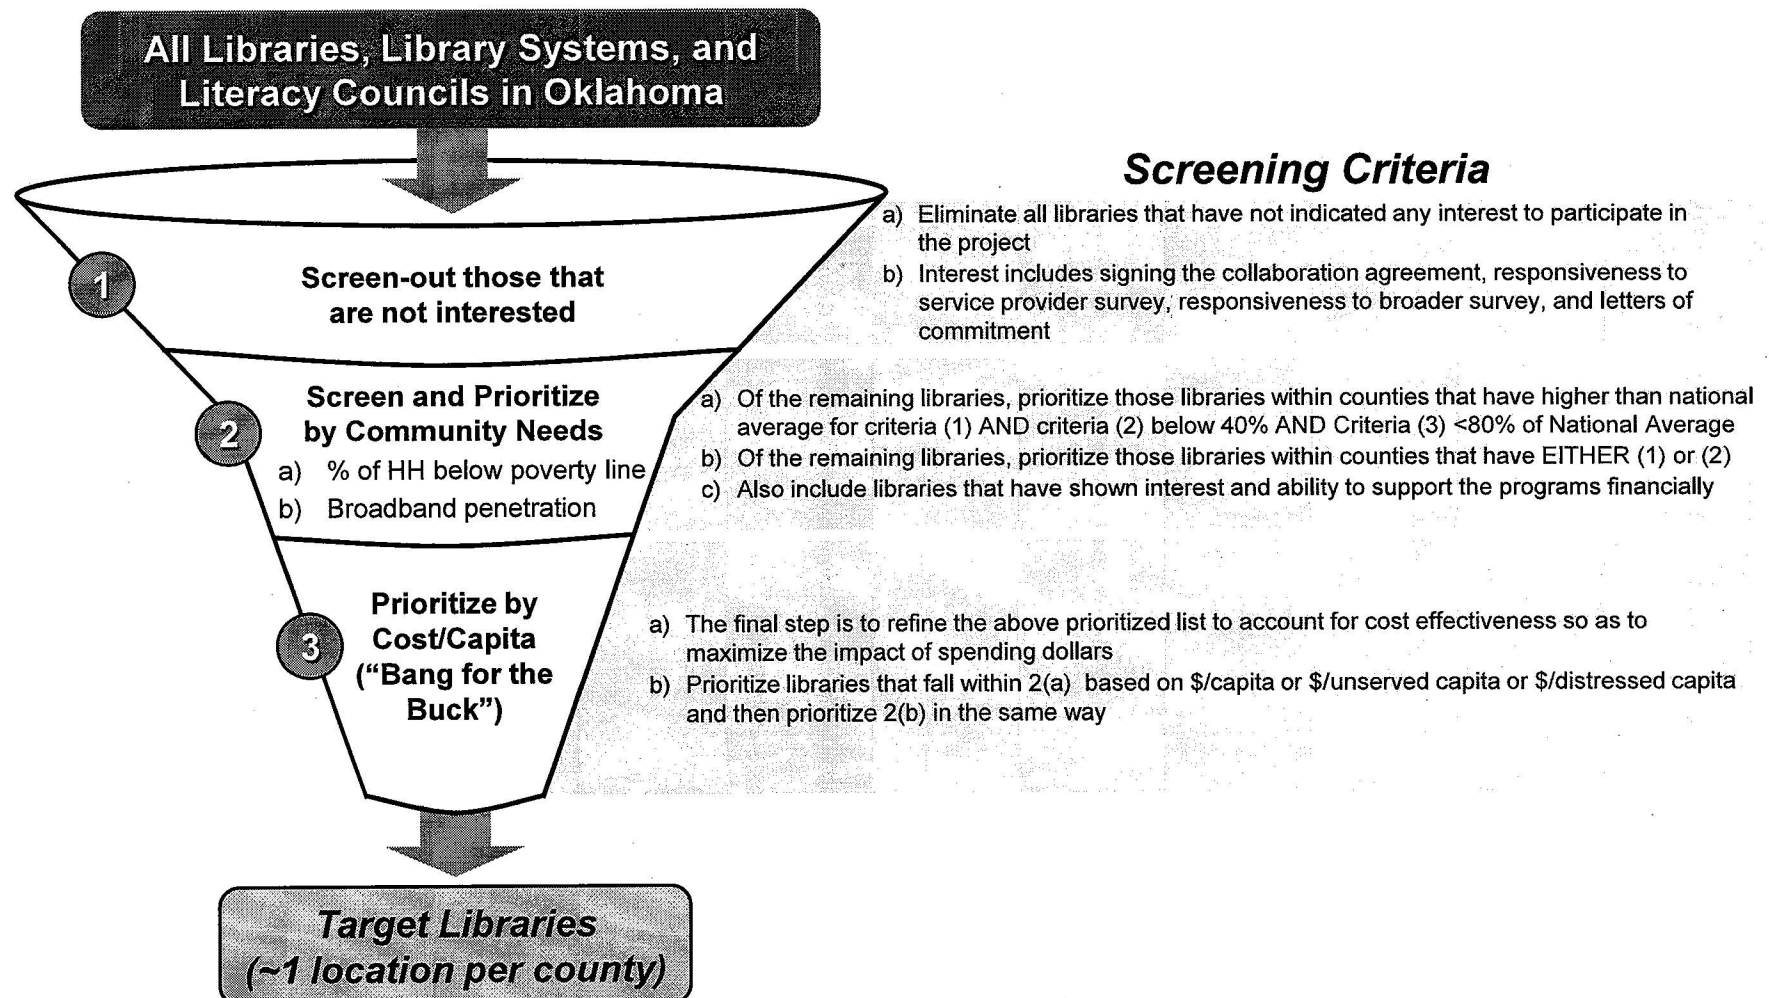 All Libraries, Library Systems, and
Literacy Councils in Oklahoma
Screening Criteria
1
Screen-out those that
are not interested
a) Eliminate all libraries that have not indicated any interest to participate in
the project
b) Interest includes signing the collaboration agreement, responsiveness to
service provider survey, responsiveness to broader survey, and letters of
commitment
2
Screen and Prioritize
by Community Needs
a) % of HH below poverty line
b) Broadband penetration
a) Of the remaining libraries, prioritize those libraries within counties that have higher than national
average for criteria (1) AND criteria (2) below 40% AND Criteria (3) <80% of National Average
b) Of the remaining libraries, prioritize those libraries within counties that have EITHER (1) or (2)
c) Also include libraries that have shown interest and ability to support the programs financially
3
Prioritize by
Cost/Capita
(“Bang for the
Buck”)
a) The final step is to refine the above prioritized list to account for cost effectiveness so as to
maximize the impact of spending dollars
b) Prioritize libraries that fall within 2(a) based on $/capita or $/unserved capita or $/distressed capita
and then prioritize 2(b) in the same way
Target Libraries
(~1 location per county)